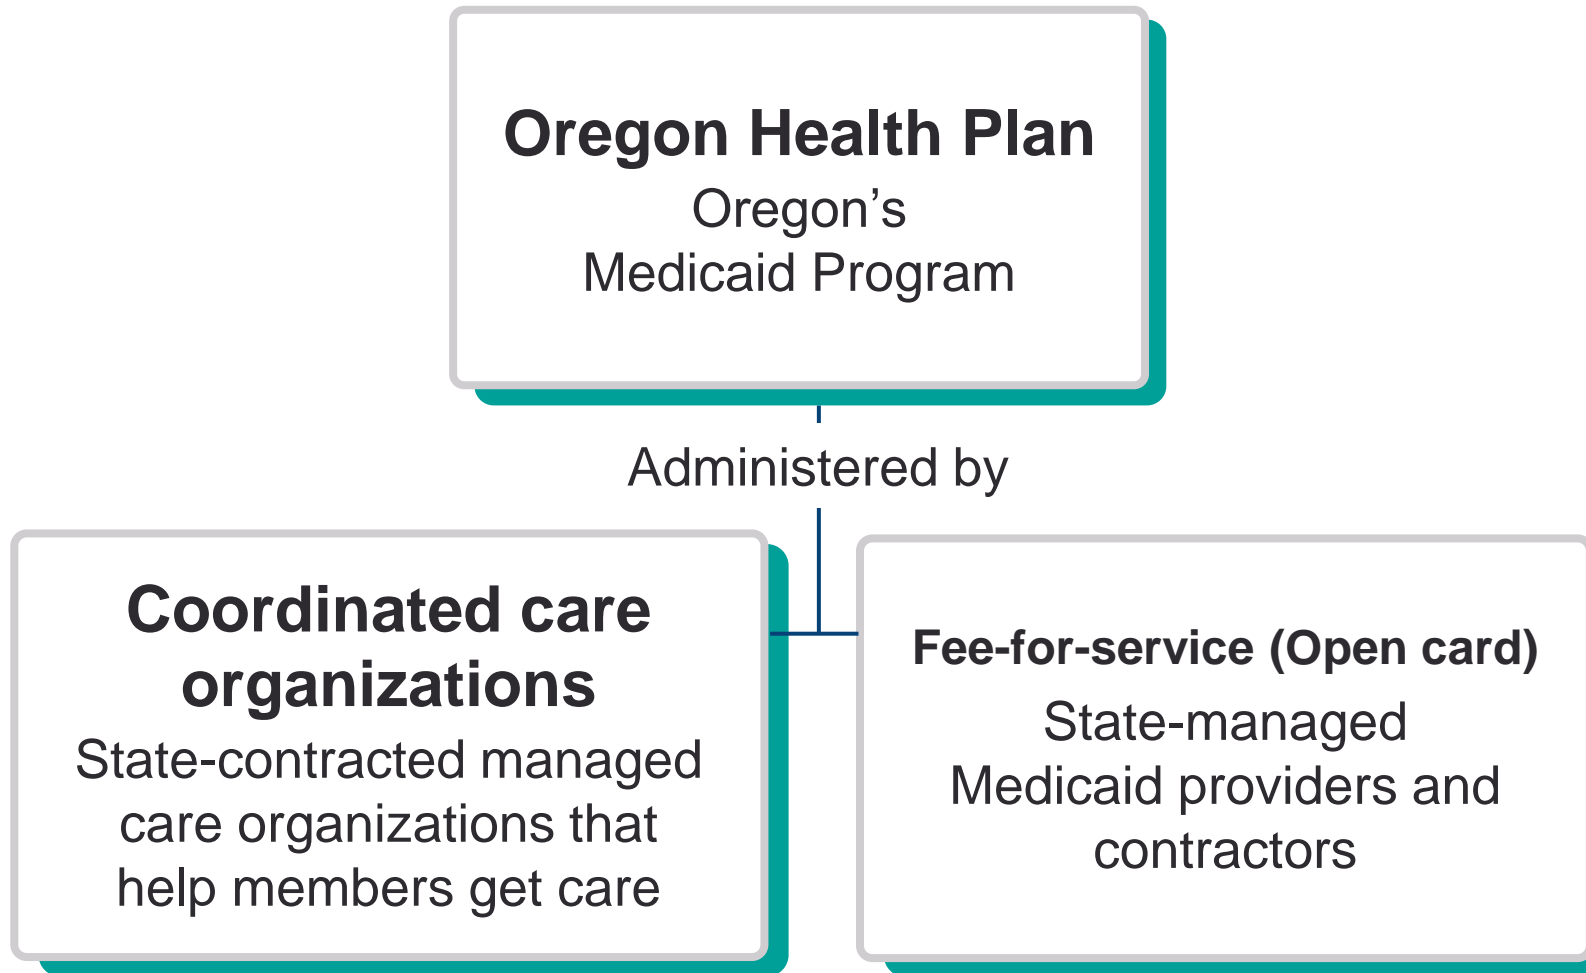 Oregon Health Plan
Oregon’s
Medicaid Program
Administered by
Coordinated care
organizations
State-contracted managed
care organizations that
help members get care
Fee-for-service (Open card)
State-managed
Medicaid providers and
contractors